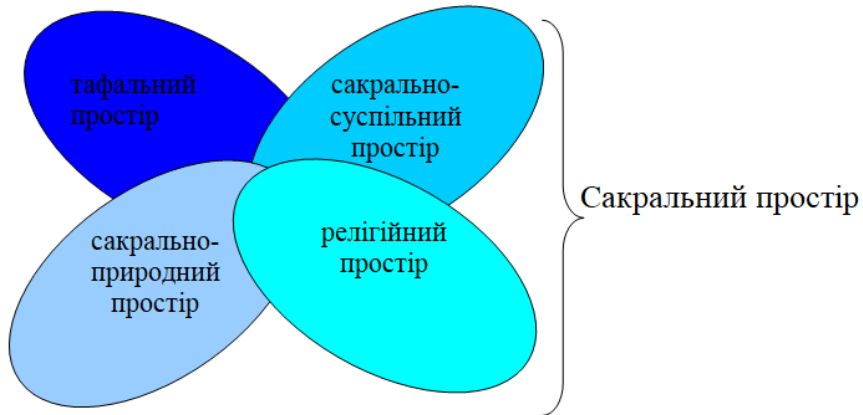 тафальний
простір
сакрально-
суспільний
простір
Сакральний простір
сакрально-
природний
простір
релігійний
простір